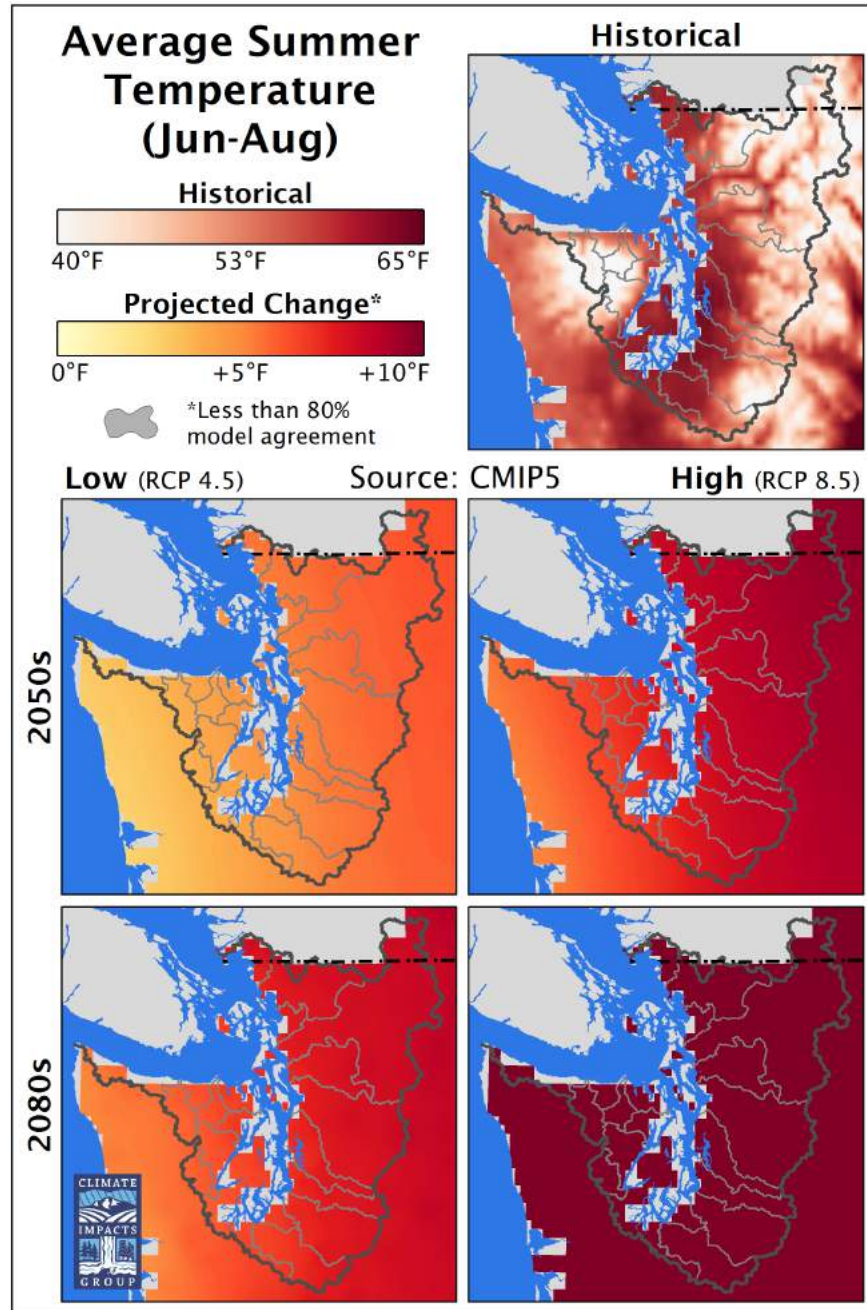 Average Summer
Temperature
(Jun-Aug)
Historical
Historical
40°F 53°F 65°F
Projected Change*
0°F +5°F +10°F
*Less than 80%
model agreement
Low (RCP 4.5) Source: CMIP5 High (RCP 8.5)
2050s
2080s
CLIMATE
IMPACTS
GROUP